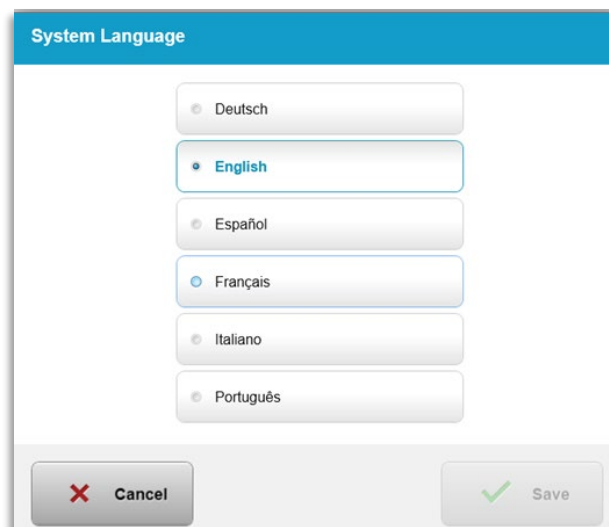 System Language
Deutsch
English
Español
Français
Italiano
Português
Cancel
Save